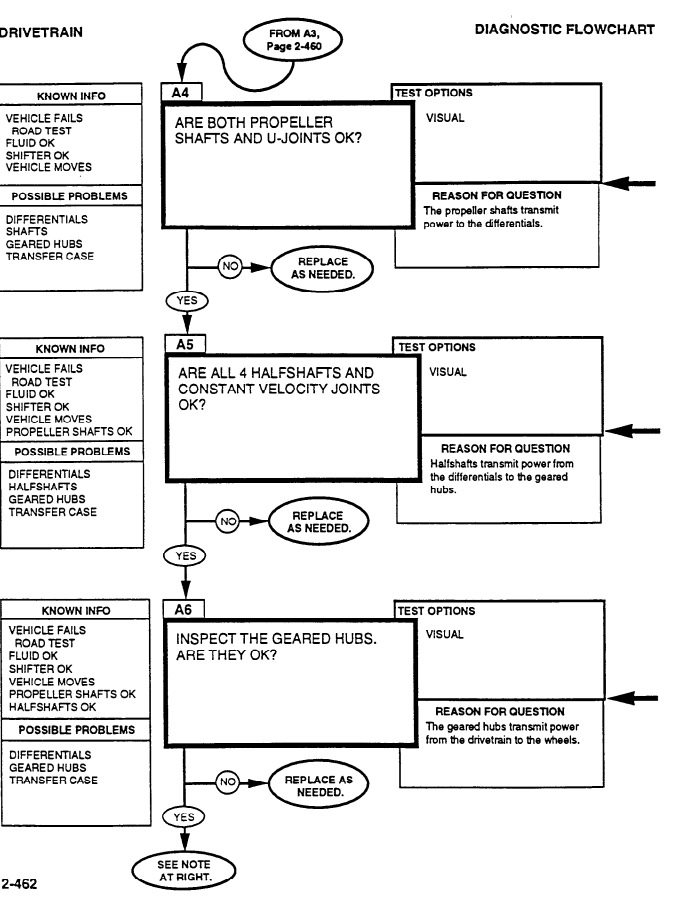 DRIVETRAIN
DIAGNOSTIC FLOWCHART
FROM A3,
Page 2-460
KNOWN INFO
VEHICLE FAILS
ROAD TEST
FLUID OK
SHIFTER OK
VEHICLE MOVES
POSSIBLE PROBLEMS
DIFFERENTIALS
SHAFTS
GEARED HUBS
TRANSFER CASE
A4
ARE BOTH PROPELLER
SHAFTS AND U-JOINTS OK?
TEST OPTIONS
VISUAL
REASON FOR QUESTION
The propeller shafts transmit
power to the differentials.
NO
REPLACE
AS NEEDED.
YES
KNOWN INFO
VEHICLE FAILS
ROAD TEST
FLUID OK
SHIFTER OK
VEHICLE MOVES
PROPELLER SHAFTS OK
POSSIBLE PROBLEMS
DIFFERENTIALS
HALFSHAFTS
GEARED HUBS
TRANSFER CASE
A5
ARE ALL 4 HALFSHAFTS AND
CONSTANT VELOCITY JOINTS
OK?
TEST OPTIONS
VISUAL
REASON FOR QUESTION
Halfshafts transmit power from
the differentials to the geared
hubs.
NO
REPLACE
AS NEEDED.
YES
KNOWN INFO
VEHICLE FAILS
ROAD TEST
FLUID OK
SHIFTER OK
VEHICLE MOVES
PROPELLER SHAFTS OK
HALFSHAFTS OK
POSSIBLE PROBLEMS
DIFFERENTIALS
GEARED HUBS
TRANSFER CASE
A6
INSPECT THE GEARED HUBS.
ARE THEY OK?
TEST OPTIONS
VISUAL
REASON FOR QUESTION
The geared hubs transmit power
from the drivetrain to the wheels.
NO
REPLACE AS
NEEDED.
YES
SEE NOTE
AT RIGHT.
2-462